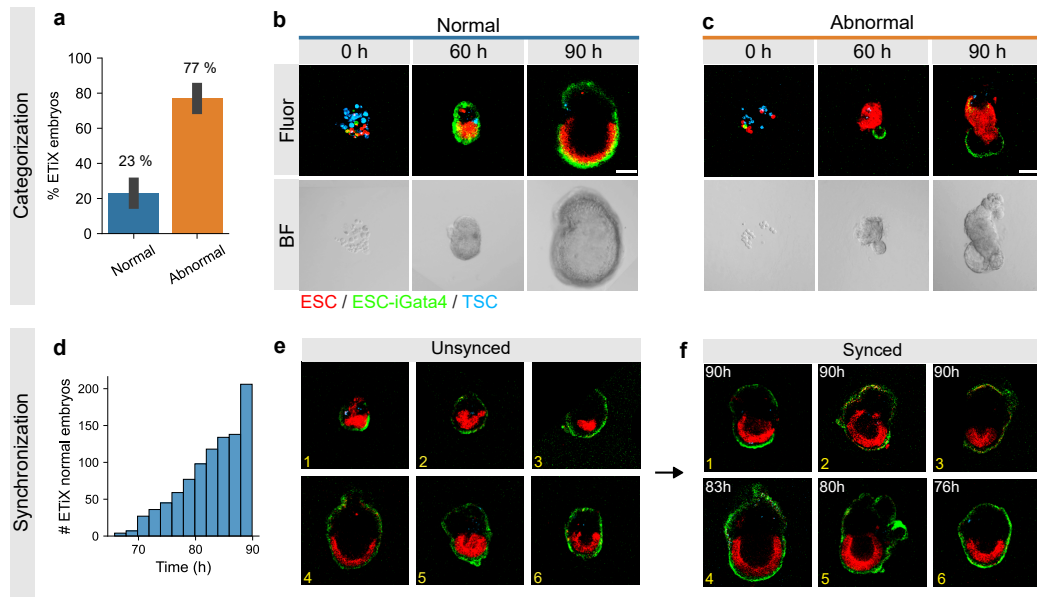 Categorization
a
% ETiX embryos
100
80
60
40
20
0
23 %
77 %
Normal
Abnormal
b
Normal
0 h
60 h
90 h
Fluor
BF
ESC / ESC-iGata4 / TSC
c
Abnormal
0 h
60 h
90 h
Synchronization
d
# ETiX normal embryos
200
150
100
50
0
70
80
90
Time (h)
e
Unsynced
1
2
3
4
5
6
f
Synced
90h
90h
90h
1
2
3
83h
80h
76h
4
5
6